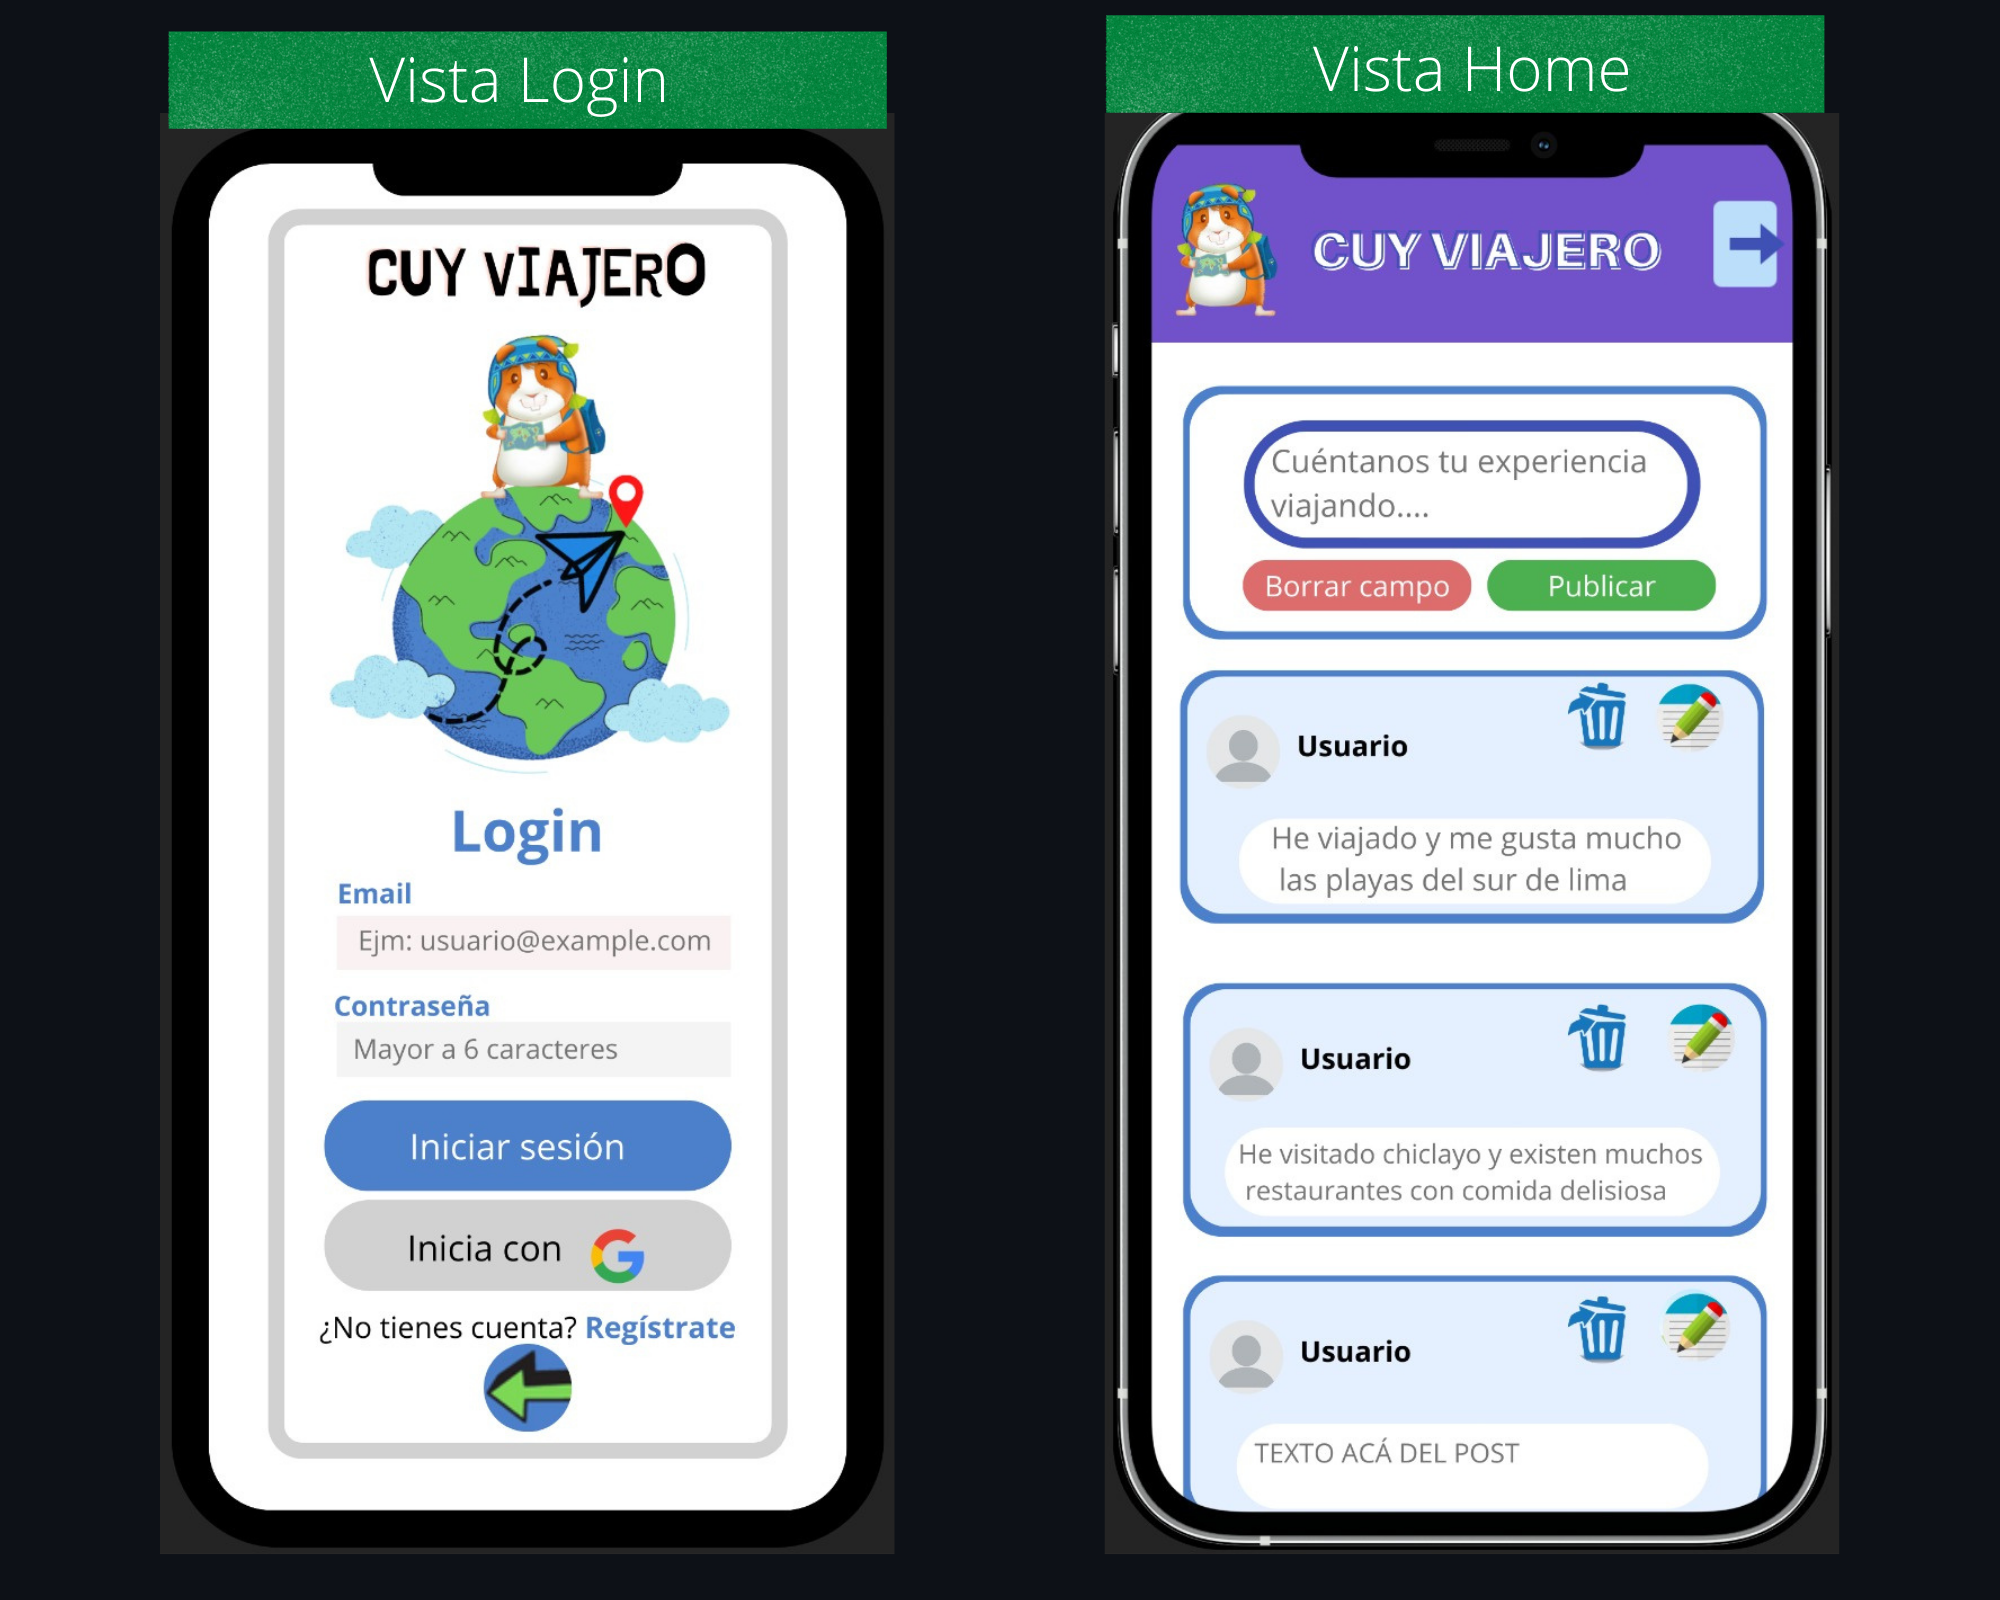 Vista Login
CUY VIAJERO
Login
Email
Ejm: usuario@example.com
Contraseña
Mayor a 6 caracteres
Iniciar sesión
Inicia con
¿No tienes cuenta? Regístrate
Vista Home
CUY VIAJERO
Cuéntanos tu experiencia
viajando....
Borrar campo
Publicar
Usuario
He viajado y me gusta mucho
las playas del sur de lima
Usuario
He visitado chiclayo y existen muchos
restaurantes con comida delisiosa
Usuario
TEXTO ACÁ DEL POST